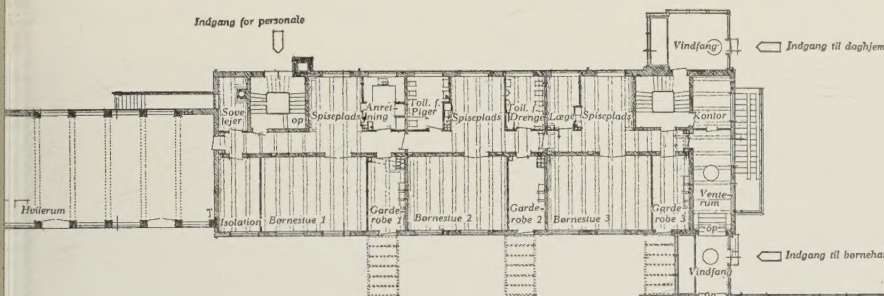 Indgang for personale
Vindfang
Indgang til daghjem
Sove
lejer
op
Spiseplads
Anret-
ning
Toil. f.
Piger
Spiseplads
Toil. f.
Drenge
Læge
Spiseplads
Kontor
Hvilerum
Isolation
Børnestue 1
Garde-
robe 1
Børnestue 2
Garde-
robe 2
Børnestue 3
Garde-
robe 3
Vente-
rum
op
Vindfang
Indgang til børneha